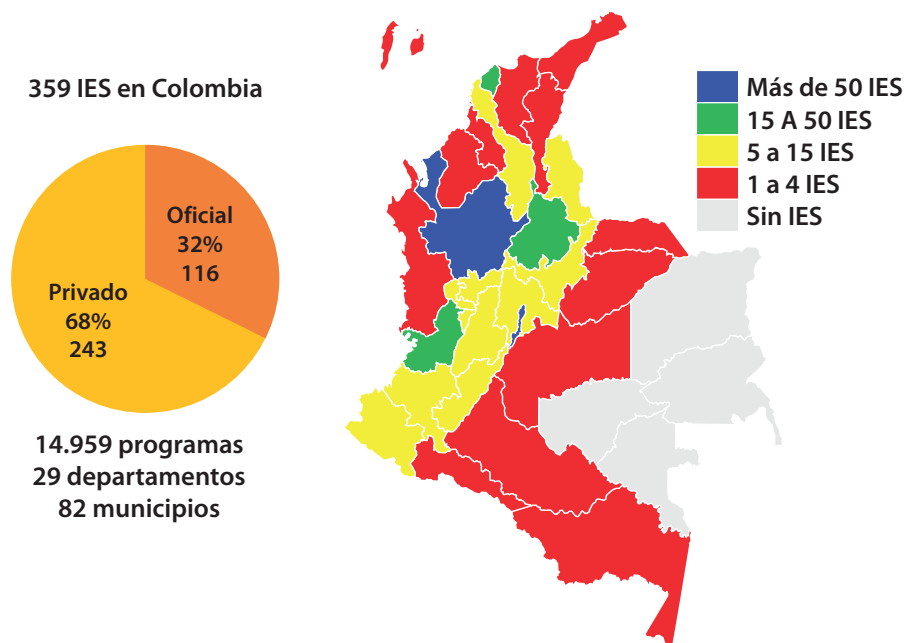 359 IES en Colombia
Oficial
32%
116
Privado
68%
243
14.959 programas
29 departamentos
82 municipios
Más de 50 IES
15 A 50 IES
5 a 15 IES
1 a 4 IES
Sin IES